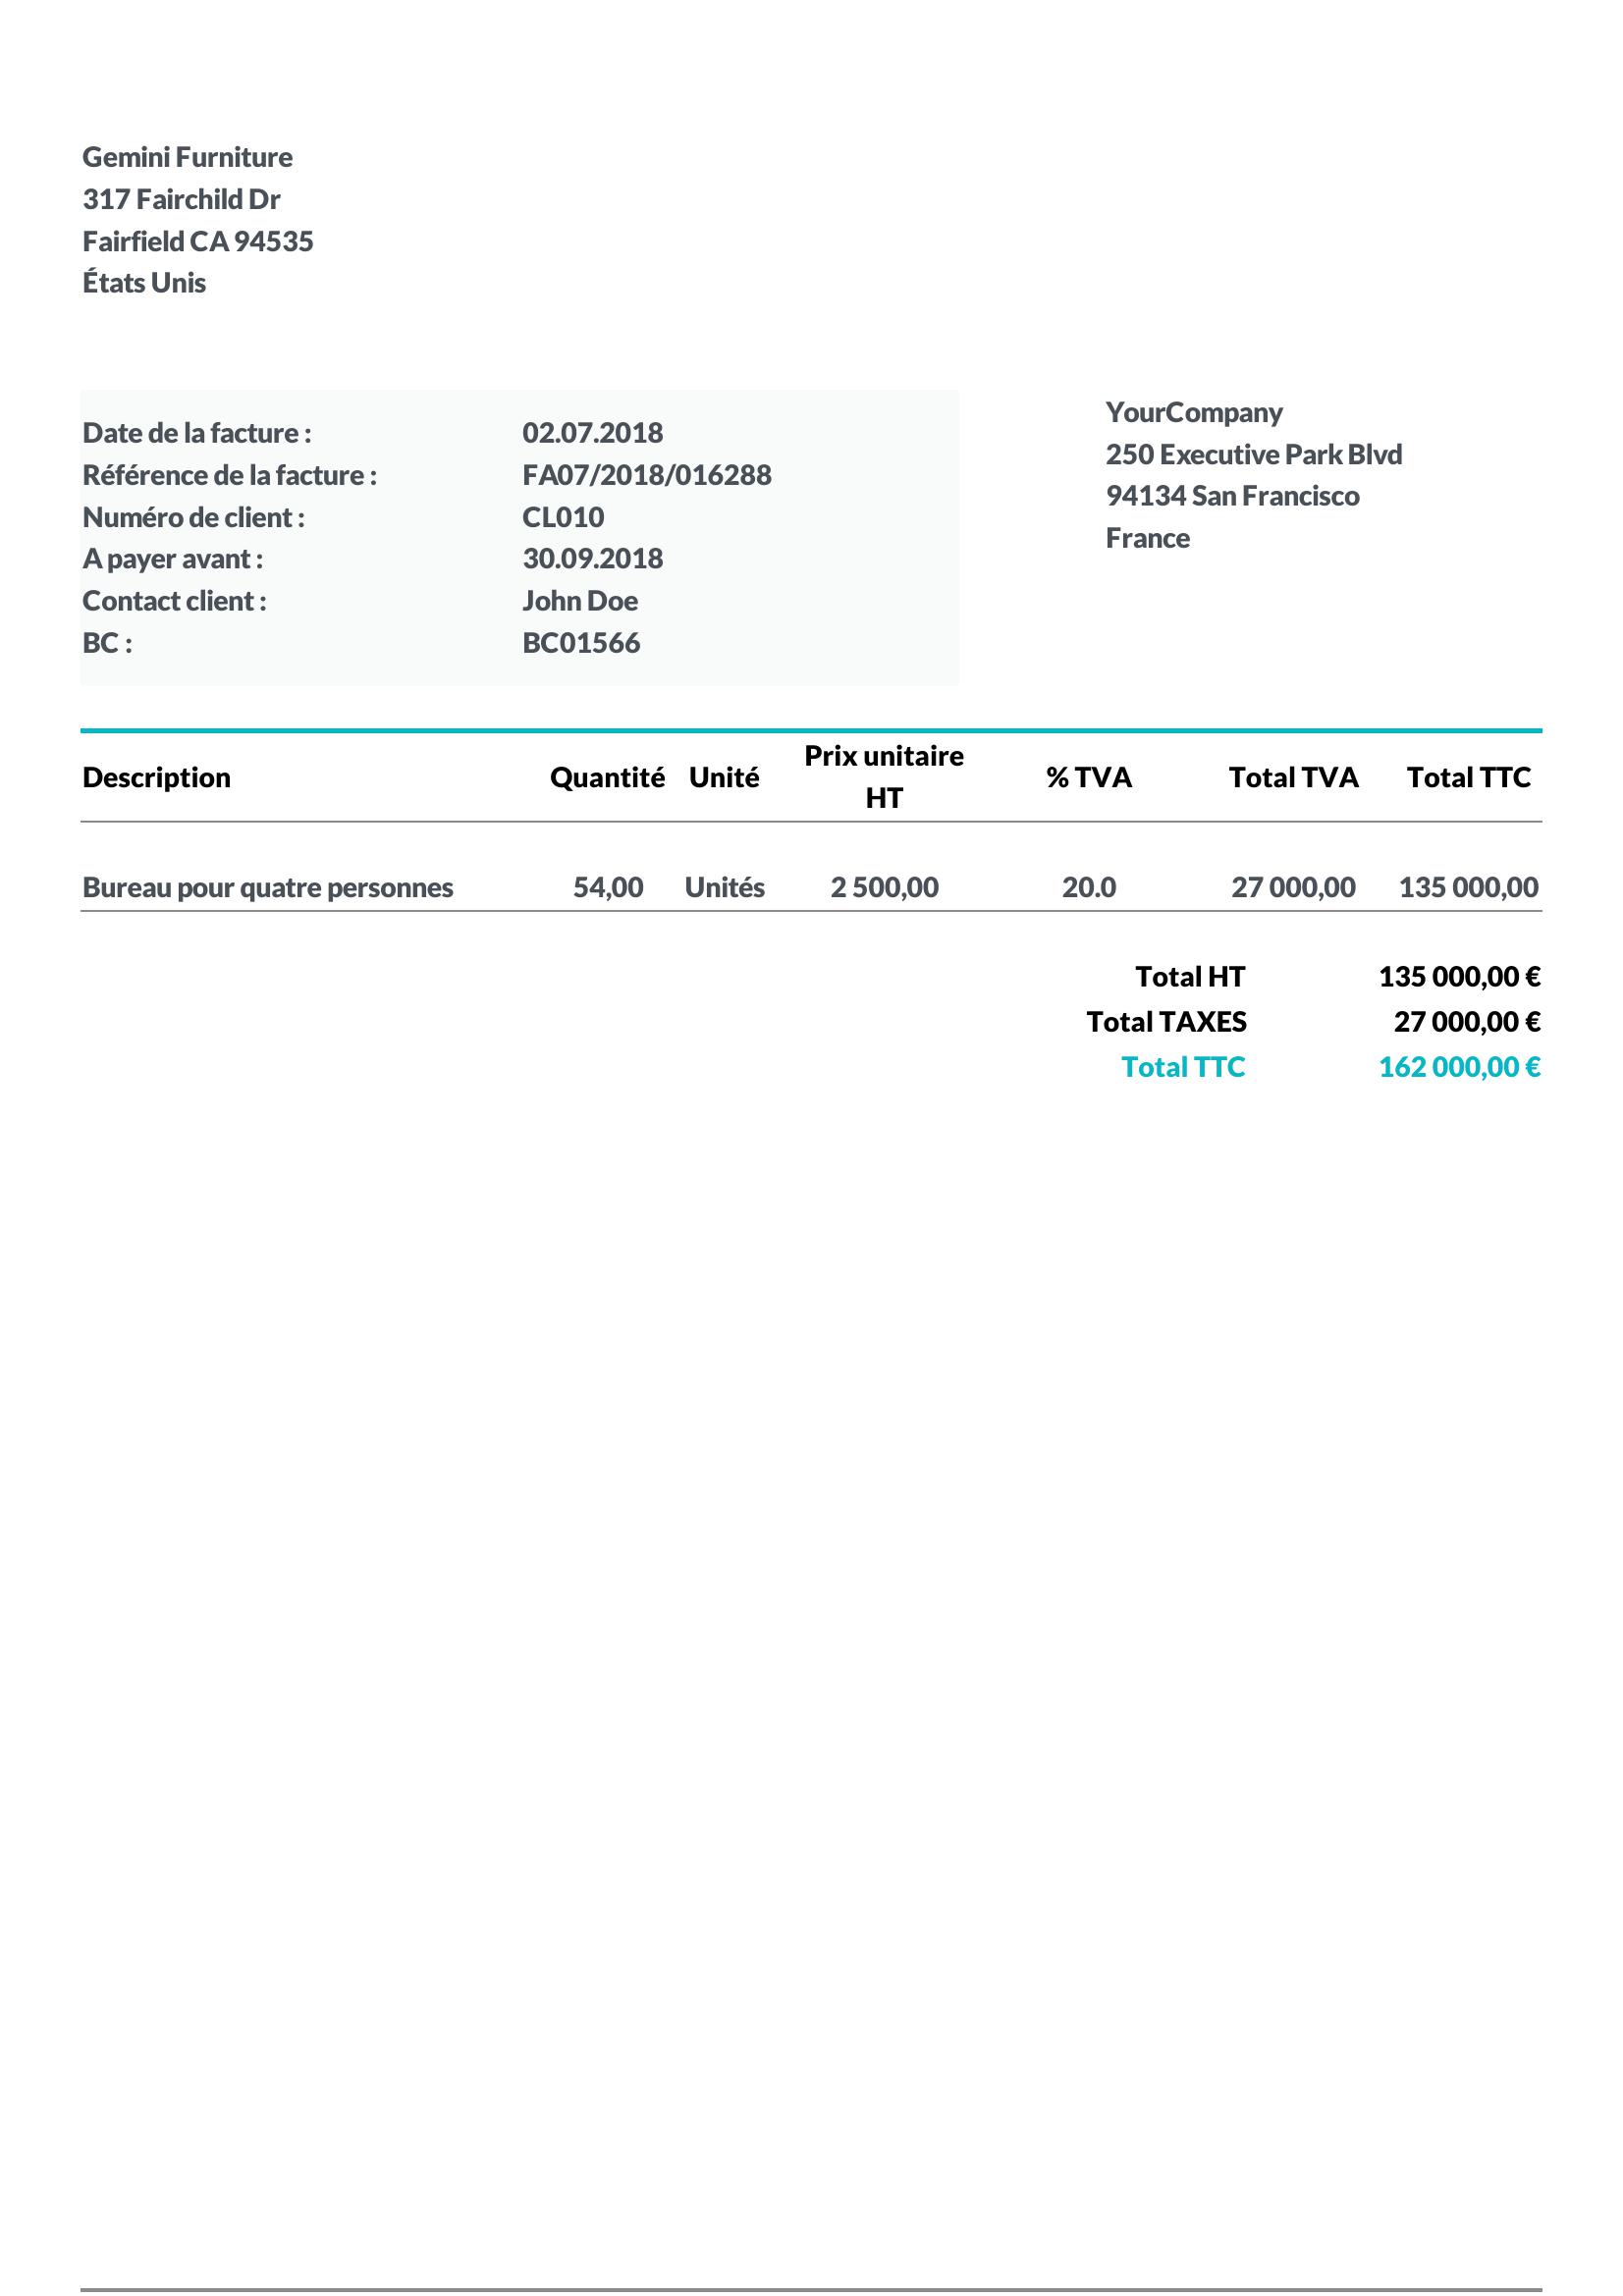 Gemini Furniture
317 Fairchild Dr
Fairfield CA 94535
États Unis
Date de la facture : 02.07.2018
Référence de la facture : FA07/2018/016288
Numéro de client : CL010
A payer avant : 30.09.2018
Contact client : John Doe
BC : BC01566
YourCompany
250 Executive Park Blvd
94134 San Francisco
France
Description Quantité Unité Prix unitaire HT % TVA Total TVA Total TTC
Bureau pour quatre personnes 54,00 Unités 2 500,00 20.0 27 000,00 135 000,00
Total HT 135 000,00 €
Total TAXES 27 000,00 €
Total TTC 162 000,00 €